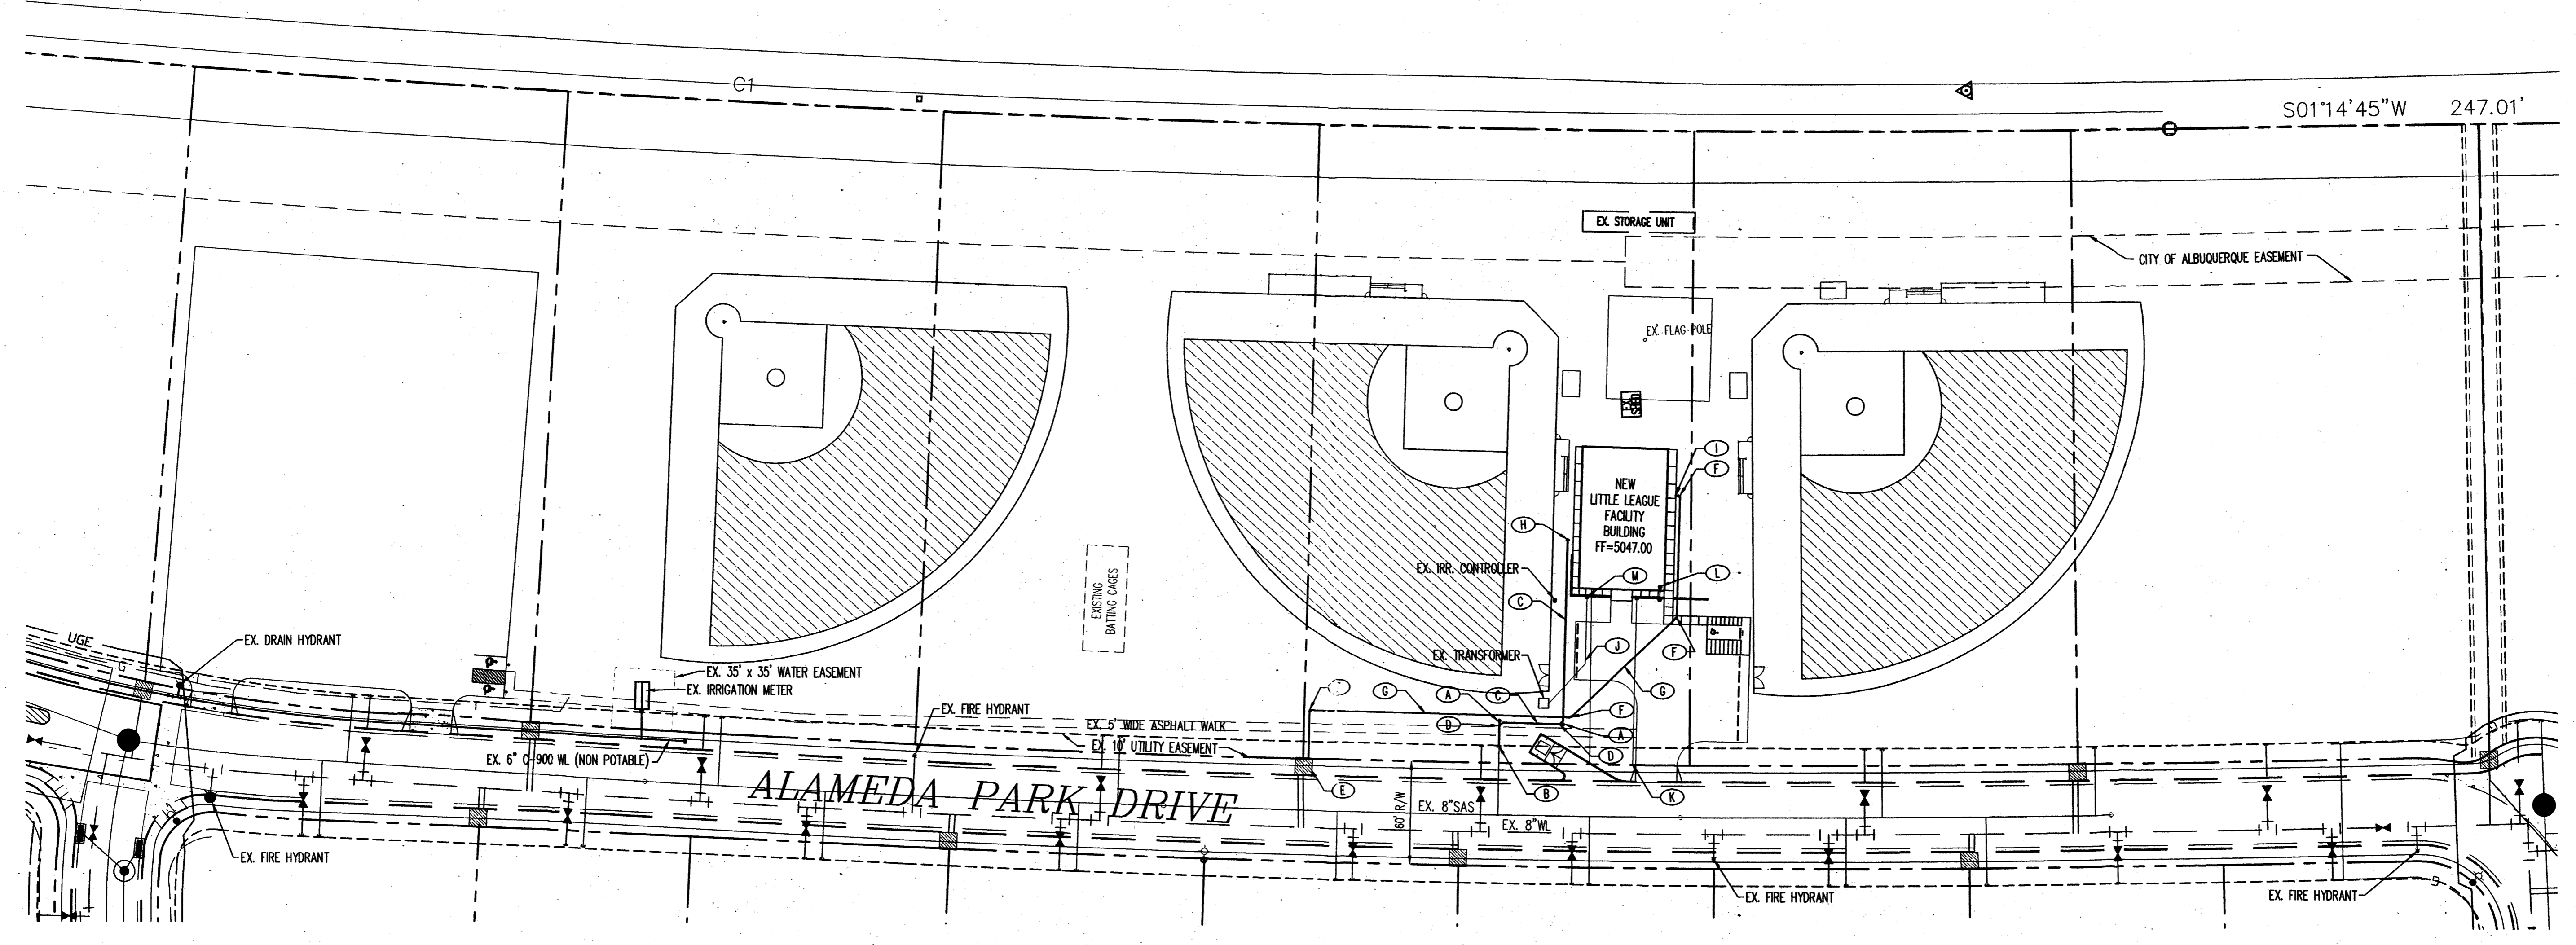 C1
S01°14'45"W 247.01'
EX. STORAGE UNIT
CITY OF ALBUQUERQUE EASEMENT
EX. FLAG POLE
EX.
SHED
I
F
NEW
LITTLE LEAGUE
FACILITY
BUILDING
FF=5047.00
H
EX. IRR. CONTROLLER
M
L
C
EXISTING
BATTING CAGES
UGE
G
EX. DRAIN HYDRANT
J
F
EX. TRANSFORMER
EX. 35' x 35' WATER EASEMENT
EX. IRRIGATION METER
G
A
C
G
EX. FIRE HYDRANT
F
EX. 5' WIDE ASPHALT WALK
D
A
EX. 10' UTILITY EASEMENT
EX. 6" C-900 WL (NON POTABLE)
D
E
B
K
ALAMEDA PARK DRIVE
60' R/W
EX. 8"SAS
EX. 8"WL
EX. FIRE HYDRANT
EX. FIRE HYDRANT
EX. FIRE HYDRANT